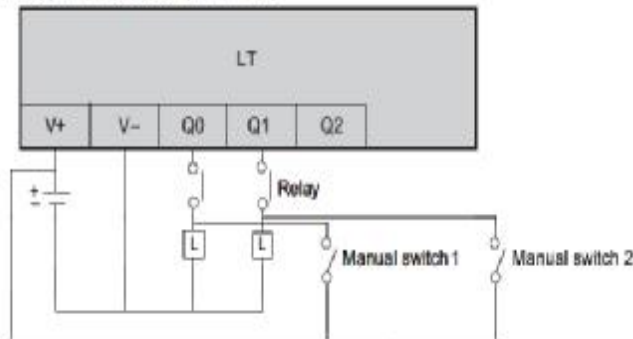 LT
V+ V− Q0 Q1 Q2
+
−
Relay
L L
Manual switch 1 Manual switch 2